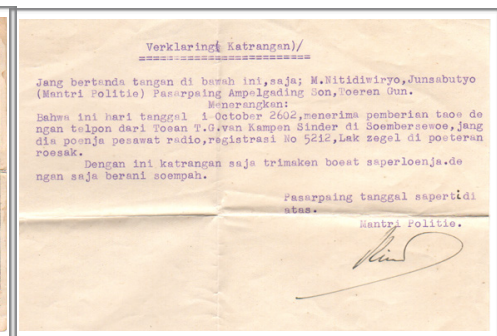 Verklaring( Katrangan)/
Jang bertanda tangan di bawah ini,saja; M.Nitidiwiryo,Junsabutyo
(Mantri Politie) Pasarpaing Ampelgading Son,Toeren Gun.
Menerangkan:
Bahwa ini hari tanggal 1 October 2602,menerima pemberian taoe de
ngan telpon dari Toean T.G.van Kampen Sinder di Soembersewoe,jang
dia poenja pesawat radio,registrasi No 5212,Lak zegel di poeteran
roesak.
Dengan ini katrangan saja trimaken boeat saperloenja.de
ngan saja berani soempah.
Pasarpaing tanggal saperti di
atas.
Mantri Politie.